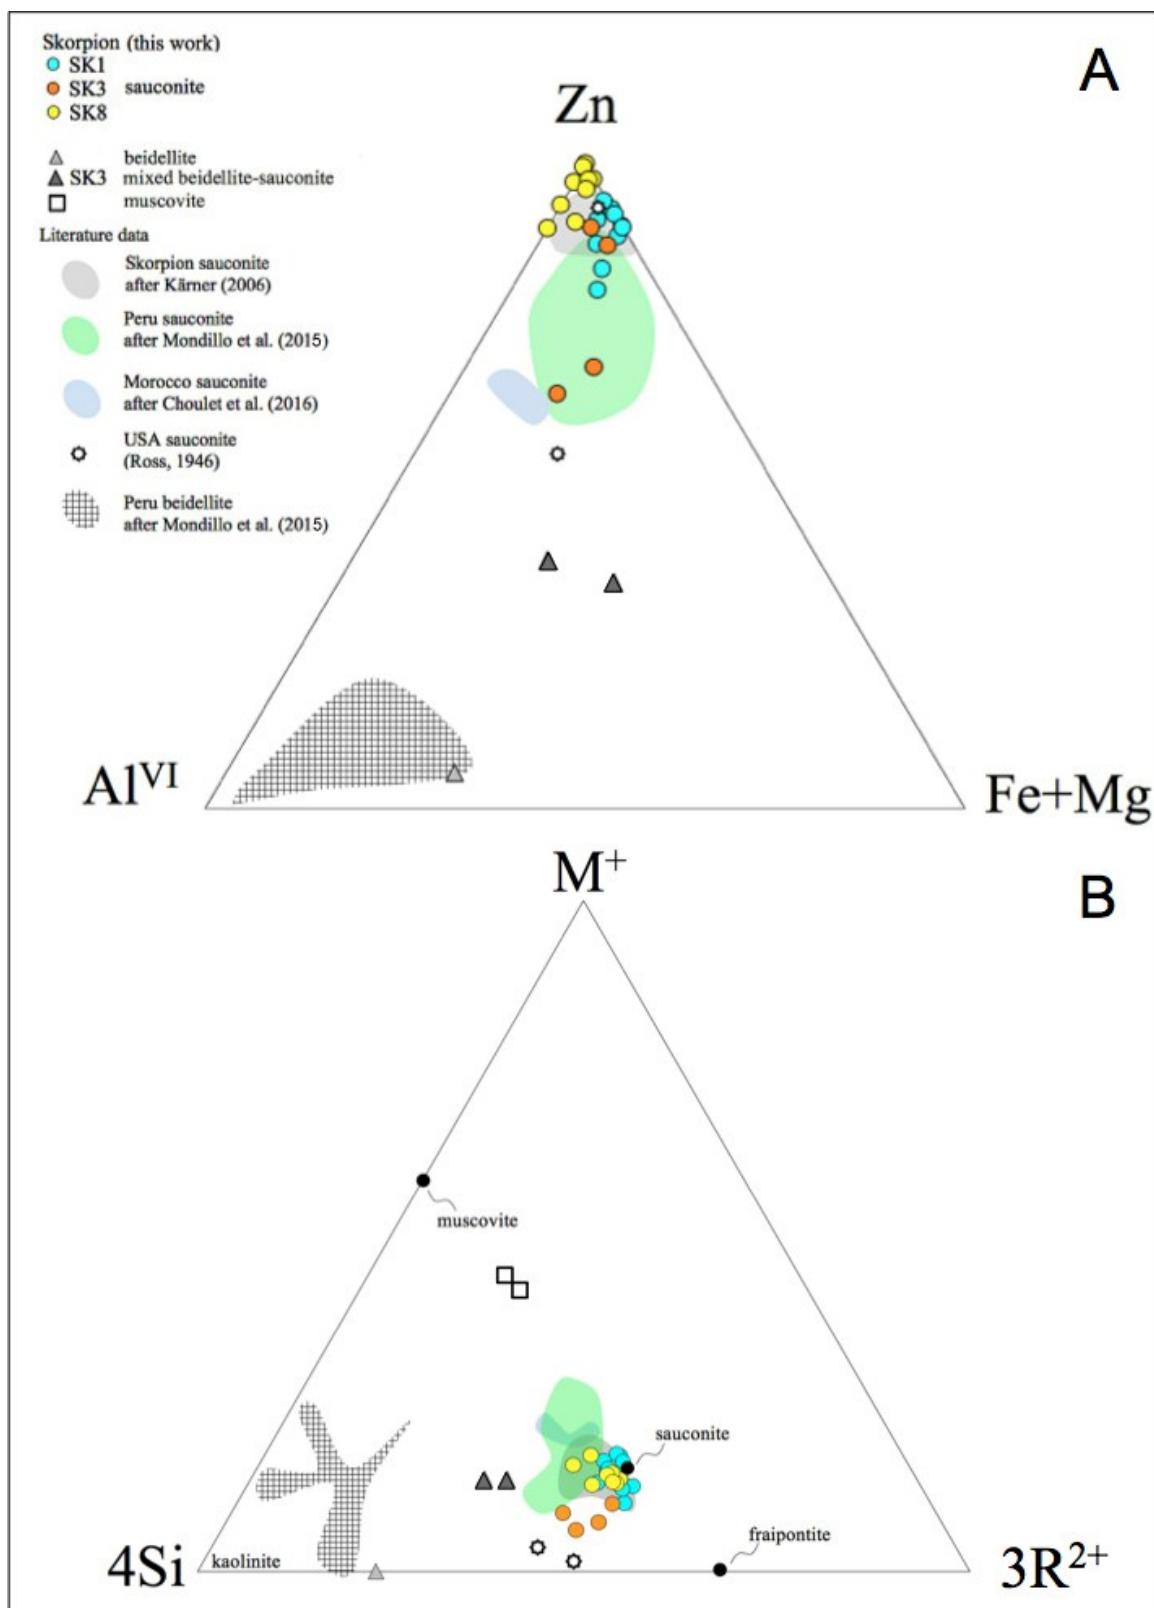 A
Skorpion (this work)
SK1
SK3 sauconite
SK8
beidellite
SK3 mixed beidellite-sauconite
muscovite
Literature data
Skorpion sauconite
after Kärner (2006)
Peru sauconite
after Mondillo et al. (2015)
Morocco sauconite
after Choulet et al. (2016)
USA sauconite
(Ross, 1946)
Peru beidellite
after Mondillo et al. (2015)
Zn
Al^VI
Fe+Mg
B
M⁺
muscovite
sauconite
fraipontite
kaolinite
4Si
3R²⁺